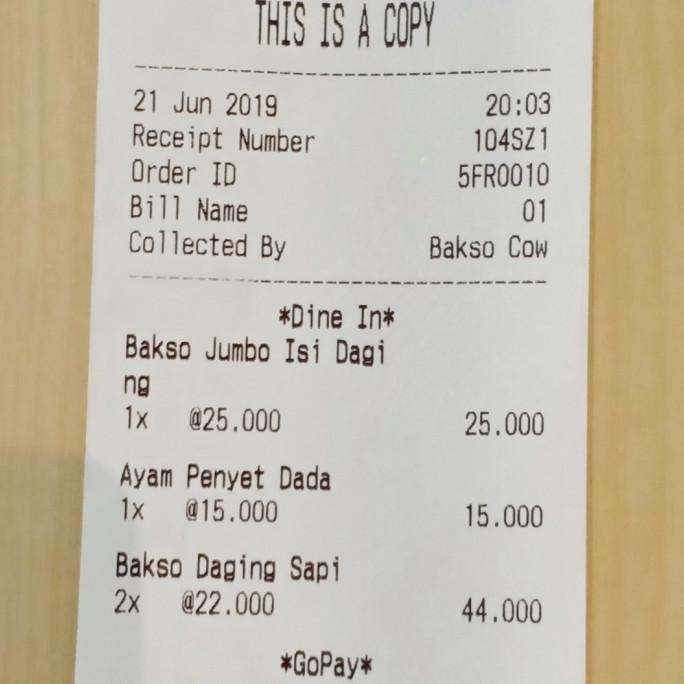 THIS IS A COPY
21 Jun 2019 20:03
Receipt Number 104SZ1
Order ID 5FR0010
Bill Name 01
Collected By Bakso Cow
*Dine In*
Bakso Jumbo Isi Dagi
ng
1x @25.000 25.000
Ayam Penyet Dada
1x @15.000 15.000
Bakso Daging Sapi
2x @22.000 44.000
*GoPay*